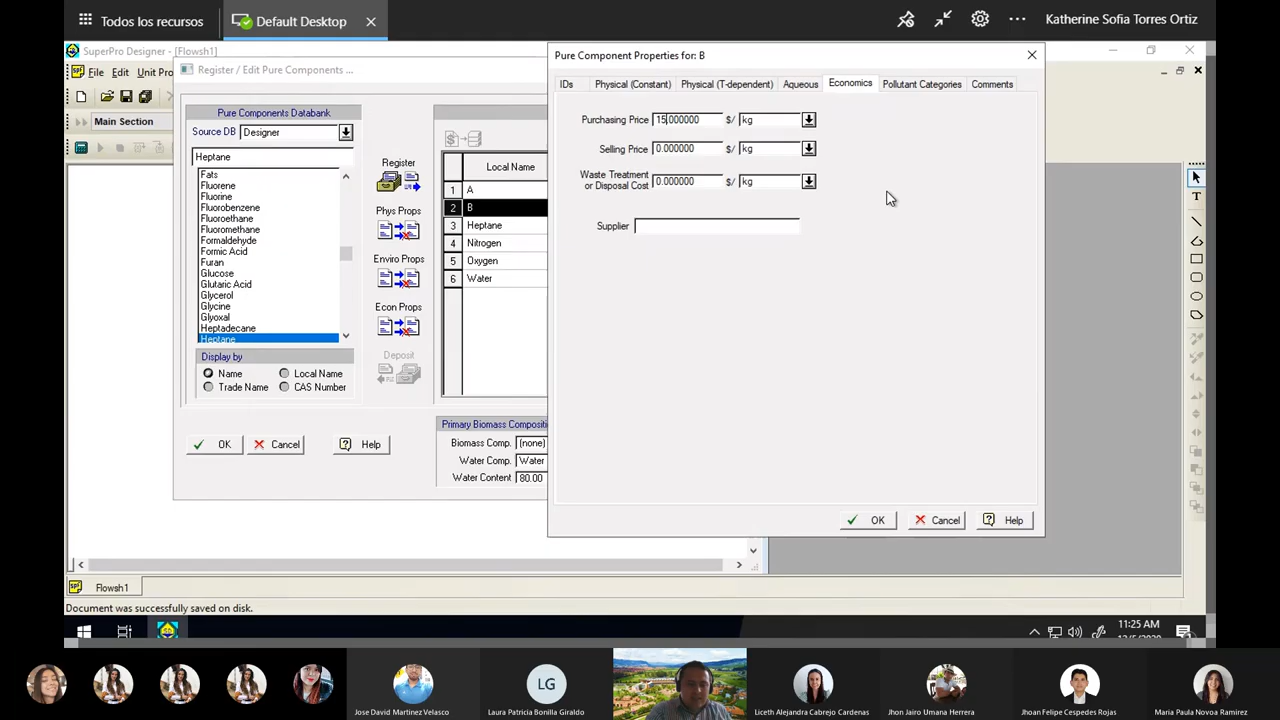 Todos los recursos
Default Desktop
Katherine Sofia Torres Ortiz
SuperPro Designer - [Flowsh1]
File Edit Unit Pro
Main Section
Register / Edit Pure Components ...
Pure Components Databank
Source DB Designer
Heptane
Fats
Fluorene
Fluorine
Fluorobenzene
Fluoroethane
Fluoromethane
Formaldehyde
Formic Acid
Furan
Glucose
Glutaric Acid
Glycerol
Glycine
Glyoxal
Heptadecane
Heptane
Display by
Name Local Name
Trade Name CAS Number
OK Cancel Help
Register
Phys Props
Enviro Props
Econ Props
Deposit
Local Name
1 A
2 B
3 Heptane
4 Nitrogen
5 Oxygen
6 Water
Primary Biomass Compositi
Biomass Comp. (none)
Water Comp. Water
Water Content 80.00
Pure Component Properties for: B
IDs Physical (Constant) Physical (T-dependent) Aqueous Economics Pollutant Categories Comments
Purchasing Price 15.000000 $/ kg
Selling Price 0.000000 $/ kg
Waste Treatment
or Disposal Cost 0.000000 $/ kg
Supplier
OK Cancel Help
Flowsh1
Document was successfully saved on disk.
11:25 AM
LG
Jose David Martinez Velasco
Laura Patricia Bonilla Giraldo
Liceth Alejandra Cabrejo Cardenas
Jhon Jairo Umana Herrera
Jhoan Felipe Cespedes Rojas
Maria Paula Novoa Ramirez